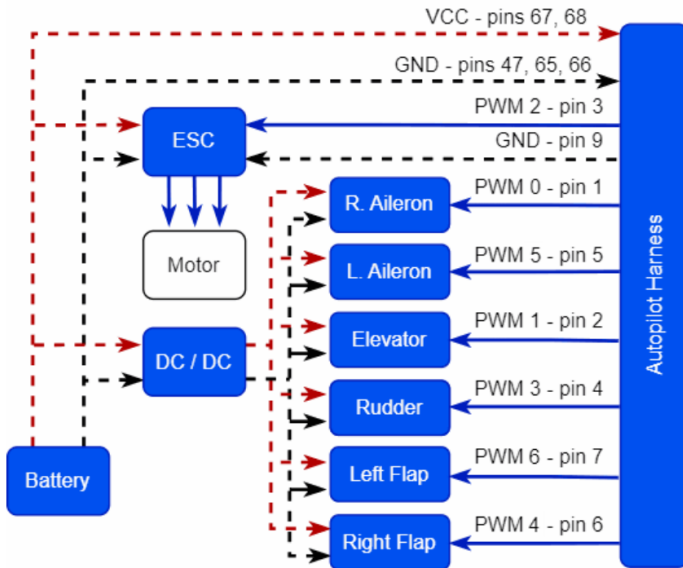 VCC - pins 67, 68
GND - pins 47, 65, 66
PWM 2 - pin 3
ESC
GND - pin 9
PWM 0 - pin 1
R. Aileron
Motor
PWM 5 - pin 5
L. Aileron
Autopilot Harness
PWM 1 - pin 2
Elevator
DC / DC
PWM 3 - pin 4
Rudder
PWM 6 - pin 7
Left Flap
Battery
PWM 4 - pin 6
Right Flap